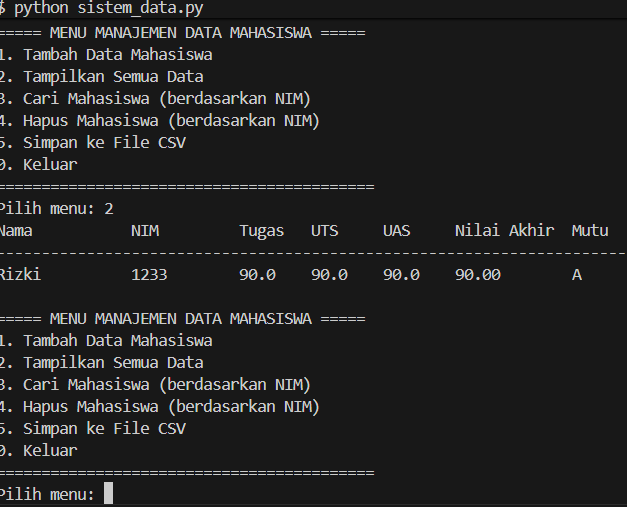 $ python sistem_data.py
===== MENU MANAJEMEN DATA MAHASISWA =====
1. Tambah Data Mahasiswa
2. Tampilkan Semua Data
3. Cari Mahasiswa (berdasarkan NIM)
4. Hapus Mahasiswa (berdasarkan NIM)
5. Simpan ke File CSV
0. Keluar
==========================================
Pilih menu: 2
Nama NIM Tugas UTS UAS Nilai Akhir Mutu
----------------------------------------------------------------------
Rizki 1233 90.0 90.0 90.0 90.00 A
===== MENU MANAJEMEN DATA MAHASISWA =====
1. Tambah Data Mahasiswa
2. Tampilkan Semua Data
3. Cari Mahasiswa (berdasarkan NIM)
4. Hapus Mahasiswa (berdasarkan NIM)
5. Simpan ke File CSV
0. Keluar
==========================================
Pilih menu: